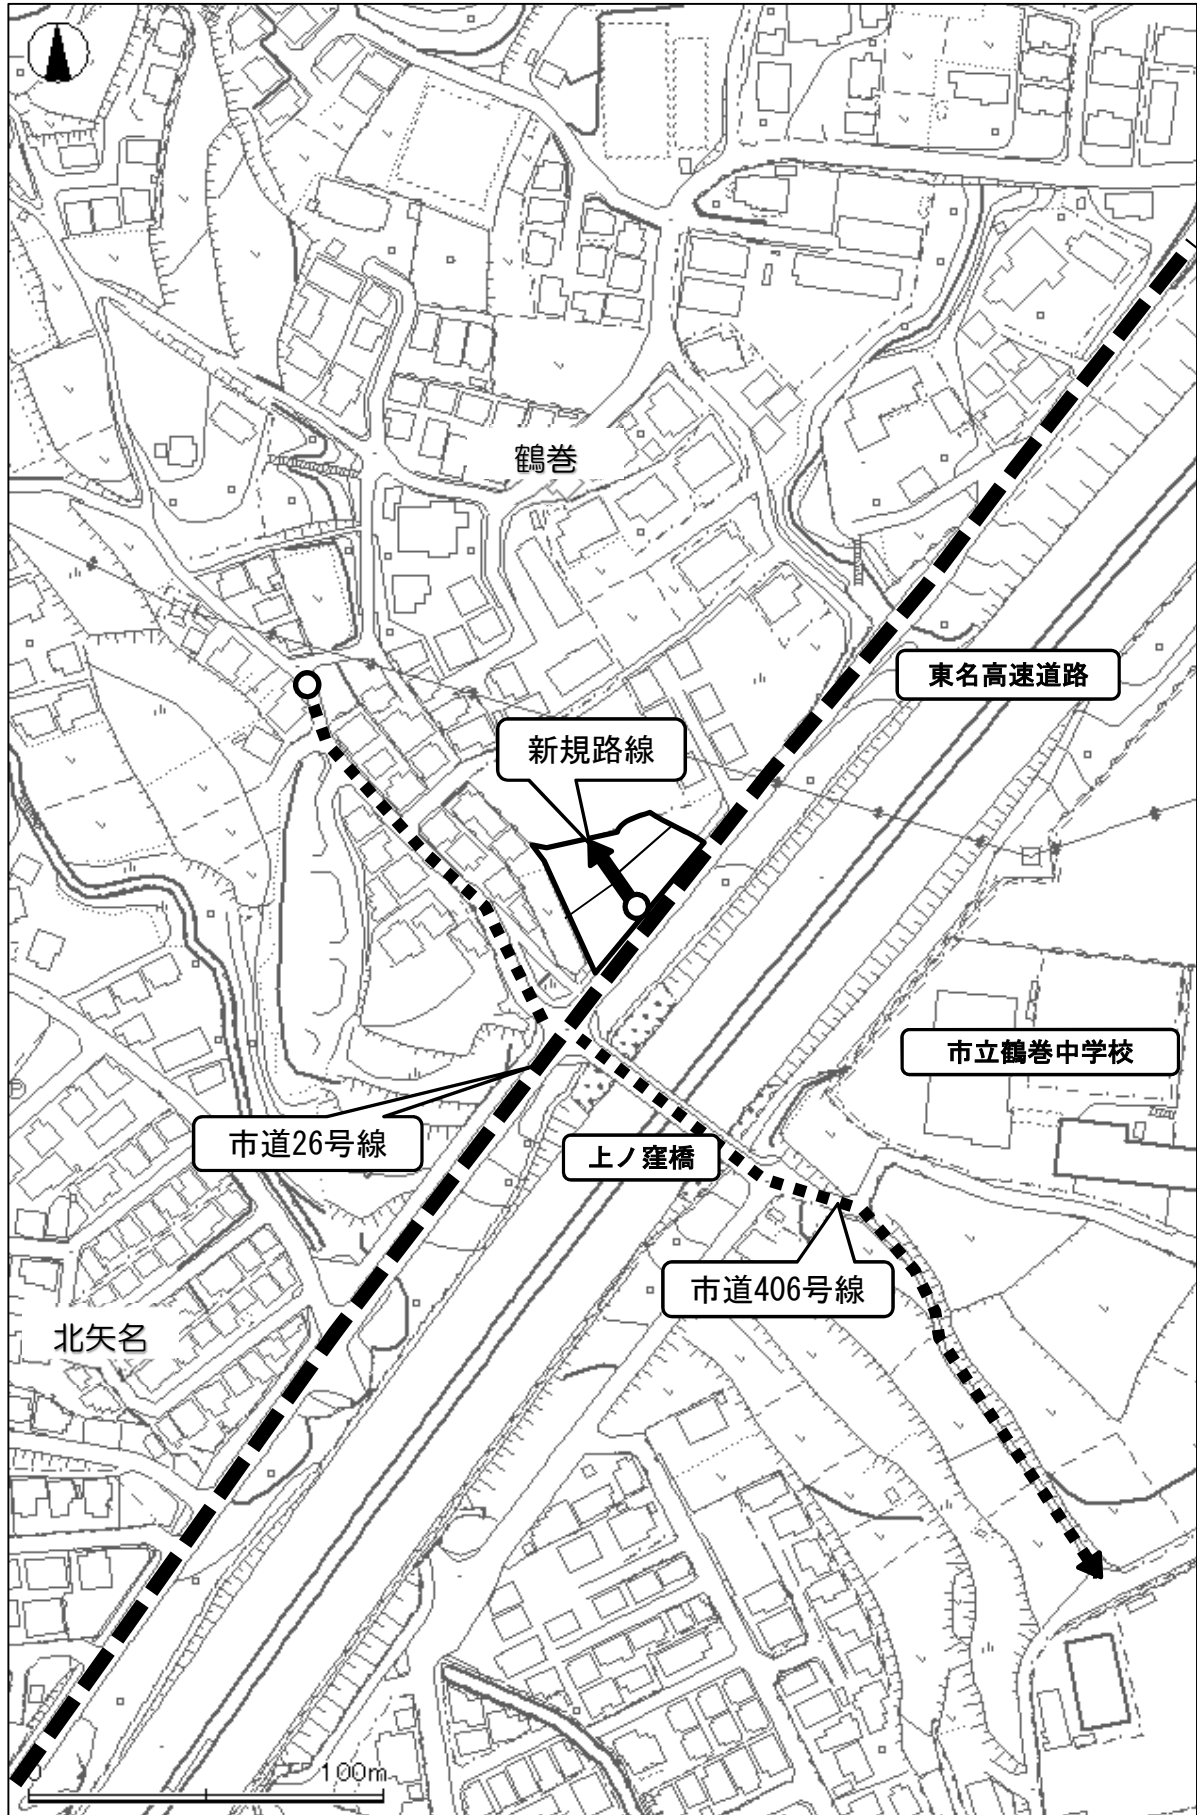 鶴巻
東名高速道路
新規路線
市立鶴巻中学校
市道26号線
上ノ窪橋
市道406号線
北矢名
0 100m